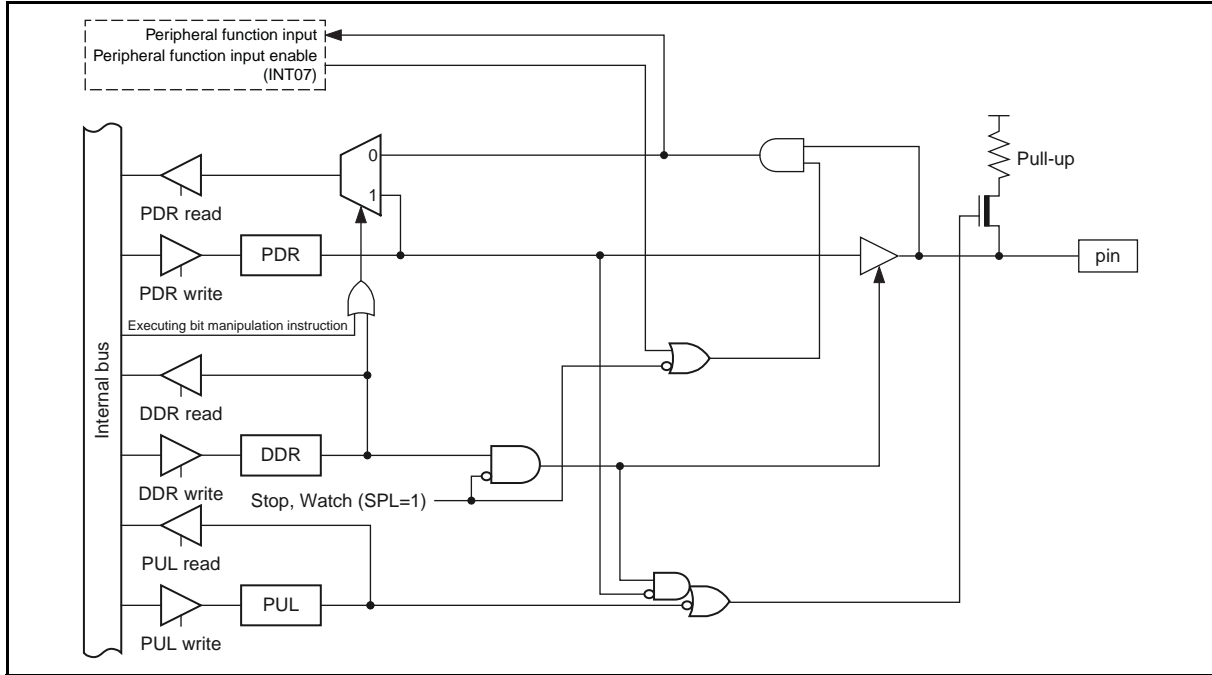 Peripheral function input
Peripheral function input enable
(INT07)
0
Pull-up
1
PDR read
PDR
pin
PDR write
Executing bit manipulation instruction
Internal bus
DDR read
DDR
Stop, Watch (SPL=1)
DDR write
PUL read
PUL
PUL write